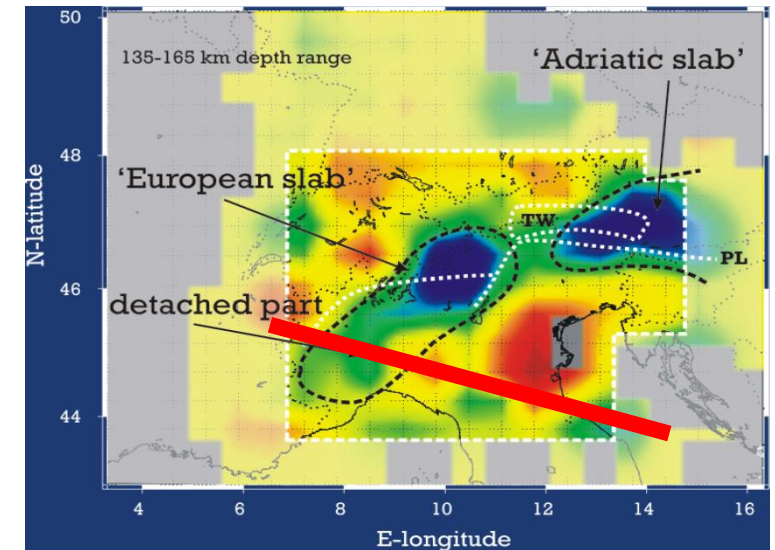 50
135-165 km depth range
'Adriatic slab'
48
'European slab'
TW
N-latitude
PL
46
detached part
44
4 6 8 10 12 14 16
E-longitude